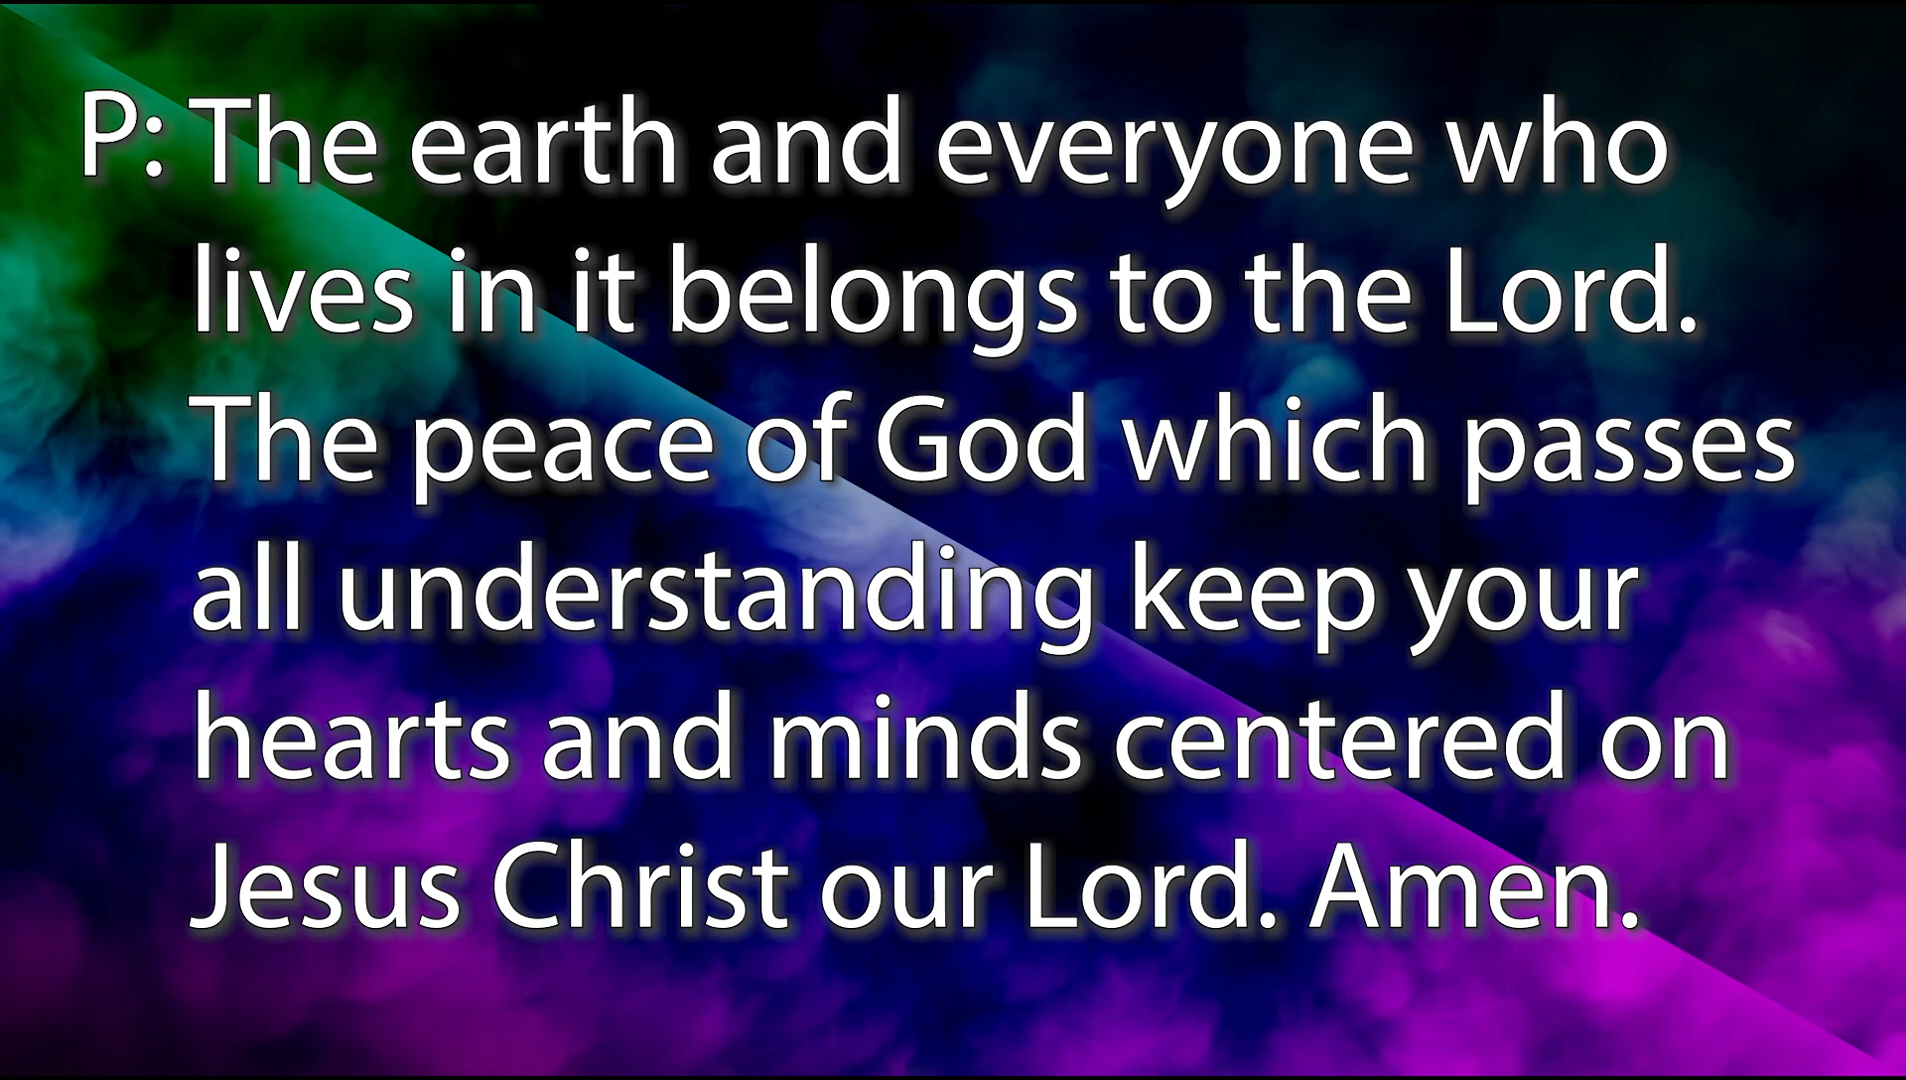 P: The earth and everyone who
lives in it belongs to the Lord.
The peace of God which passes
all understanding keep your
hearts and minds centered on
Jesus Christ our Lord. Amen.